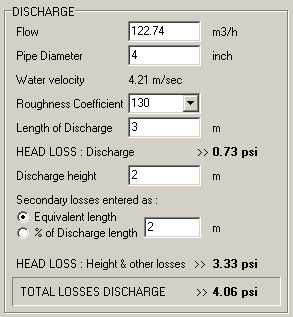 DISCHARGE
Flow 122.74 m3/h
Pipe Diameter 4 inch
Water velocity 4.21 m/sec
Roughness Coefficient 130
Length of Discharge 3 m
HEAD LOSS : Discharge >> 0.73 psi
Discharge height 2 m
Secondary losses entered as :
Equivalent length
% of Discharge length 2 m
HEAD LOSS : Height & other losses >> 3.33 psi
TOTAL LOSSES DISCHARGE >> 4.06 psi